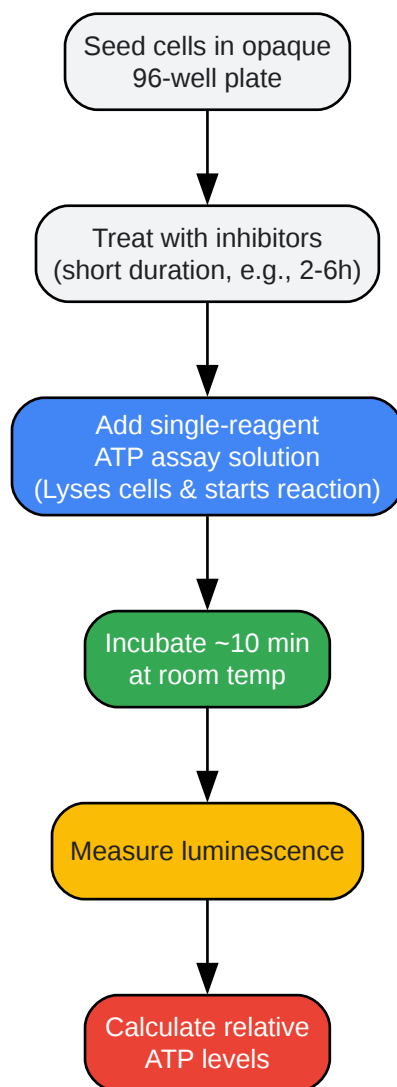 Seed cells in opaque
96-well plate
Treat with inhibitors
(short duration, e.g., 2-6h)
Add single-reagent
ATP assay solution
(Lyses cells & starts reaction)
Incubate ~10 min
at room temp
Measure luminescence
Calculate relative
ATP levels